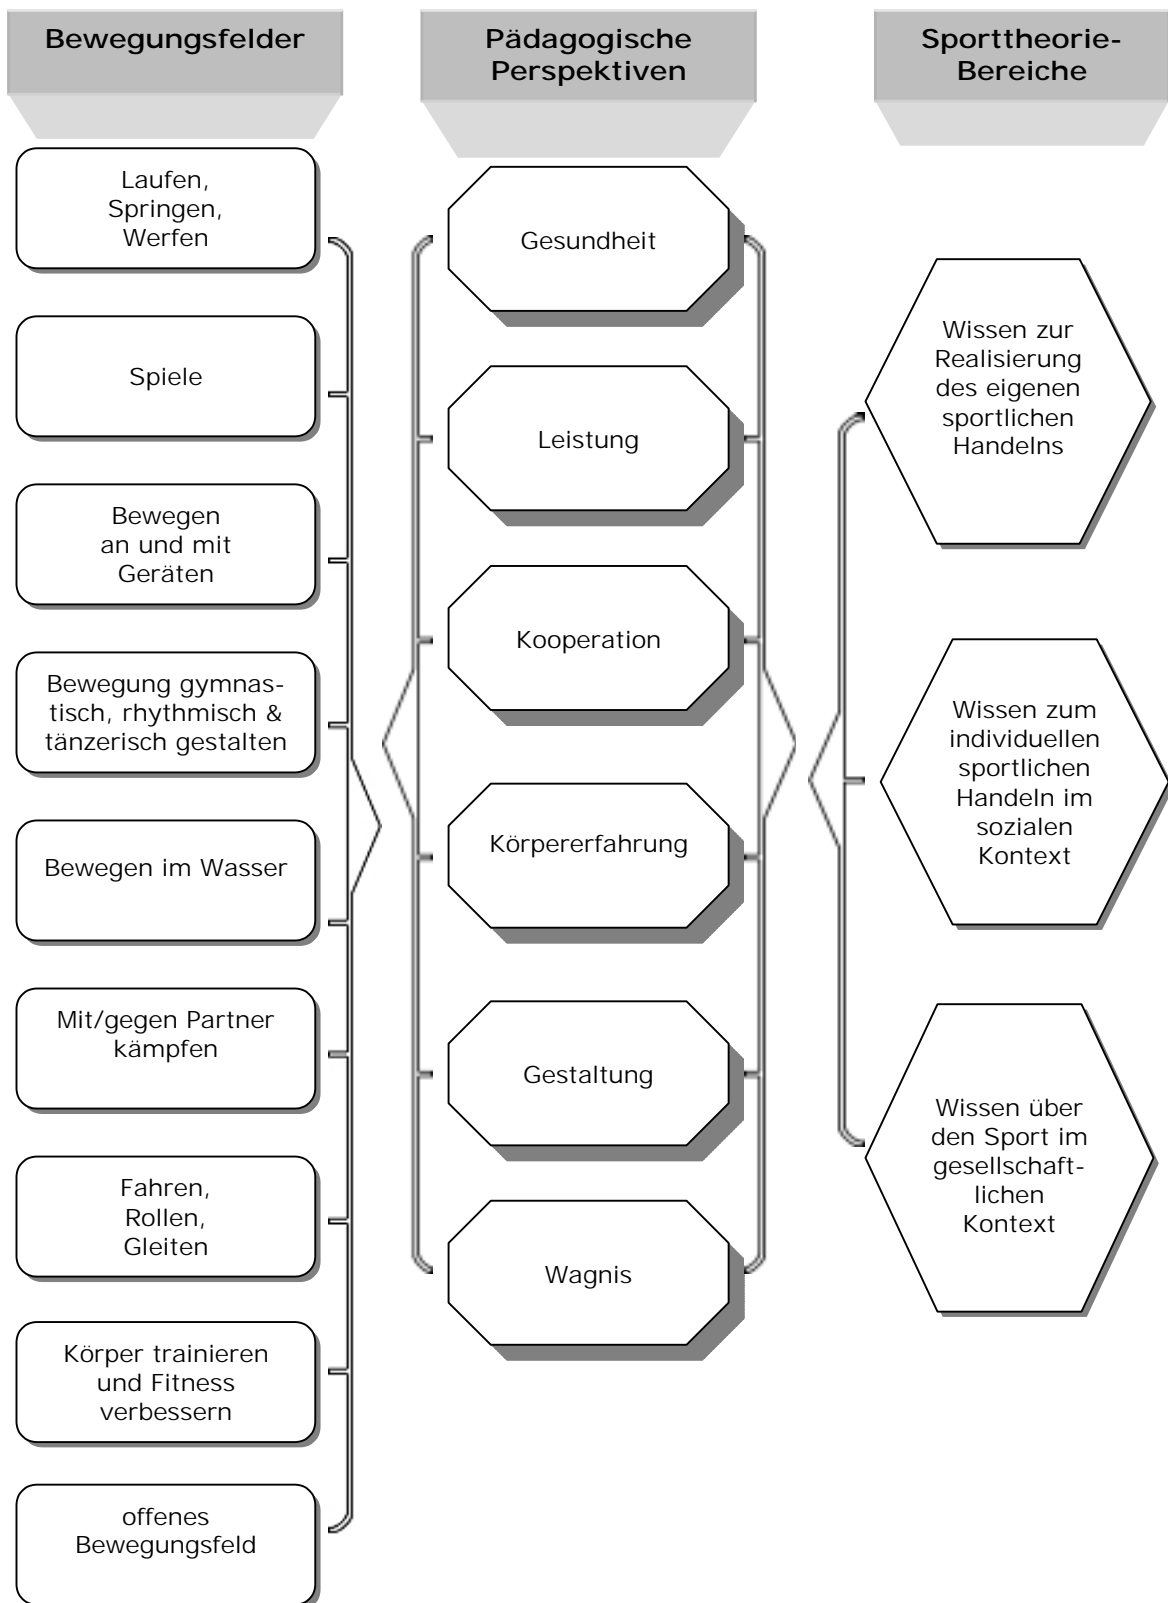 Bewegungsfelder
Laufen,
Springen,
Werfen
Spiele
Bewegen
an und mit
Geräten
Bewegung gymnas-
tisch, rhythmisch &
tänzerisch gestalten
Bewegen im Wasser
Mit/gegen Partner
kämpfen
Fahren,
Rollen,
Gleiten
Körper trainieren
und Fitness
verbessern
offenes
Bewegungsfeld
Pädagogische
Perspektiven
Gesundheit
Leistung
Kooperation
Körpererfahrung
Gestaltung
Wagnis
Sporttheorie-
Bereiche
Wissen zur
Realisierung
des eigenen
sportlichen
Handelns
Wissen zum
individuellen
sportlichen
Handeln im
sozialen
Kontext
Wissen über
den Sport im
gesellschaft-
lichen
Kontext